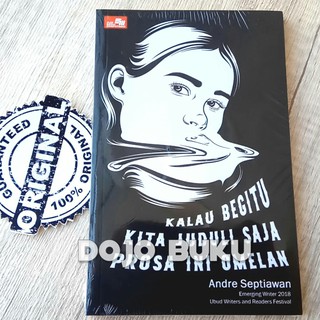 KALAU BEGITU
KITA JUDULI SAJA
PROSA INI OMELAN
DOJO BUKU
Andre Septiawan
Emerging Writer 2018
Ubud Writers and Readers Festival
GUARANTEED
ORIGINAL
100% ORIGINAL